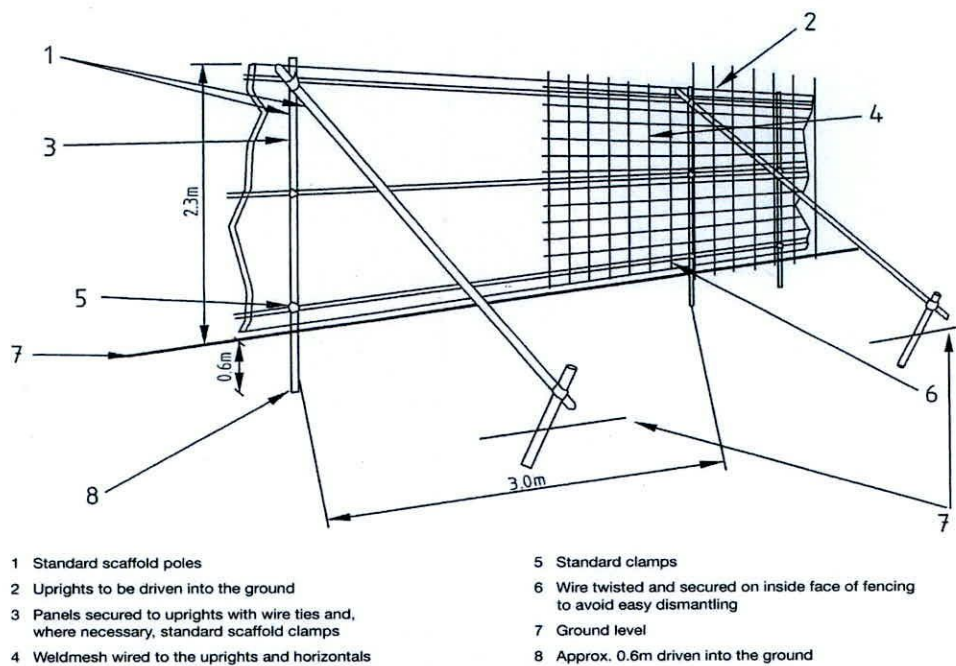 1
2
3
4
2.3m
5
7
0.6m
6
8
3.0m
7
1 Standard scaffold poles
2 Uprights to be driven into the ground
3 Panels secured to uprights with wire ties and,
where necessary, standard scaffold clamps
4 Weldmesh wired to the uprights and horizontals
5 Standard clamps
6 Wire twisted and secured on inside face of fencing
to avoid easy dismantling
7 Ground level
8 Approx. 0.6m driven into the ground